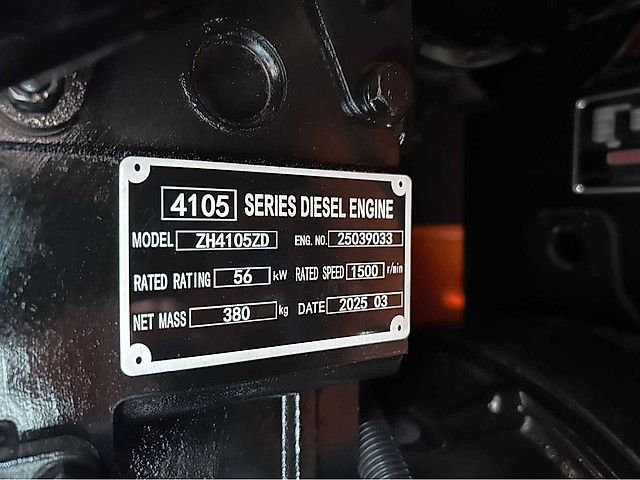 4105 SERIES DIESEL ENGINE
MODEL ZH4105ZD ENG. NO. 25039033
RATED RATING 56 kW RATED SPEED 1500 r/min
NET MASS 380 kg DATE 2025 03